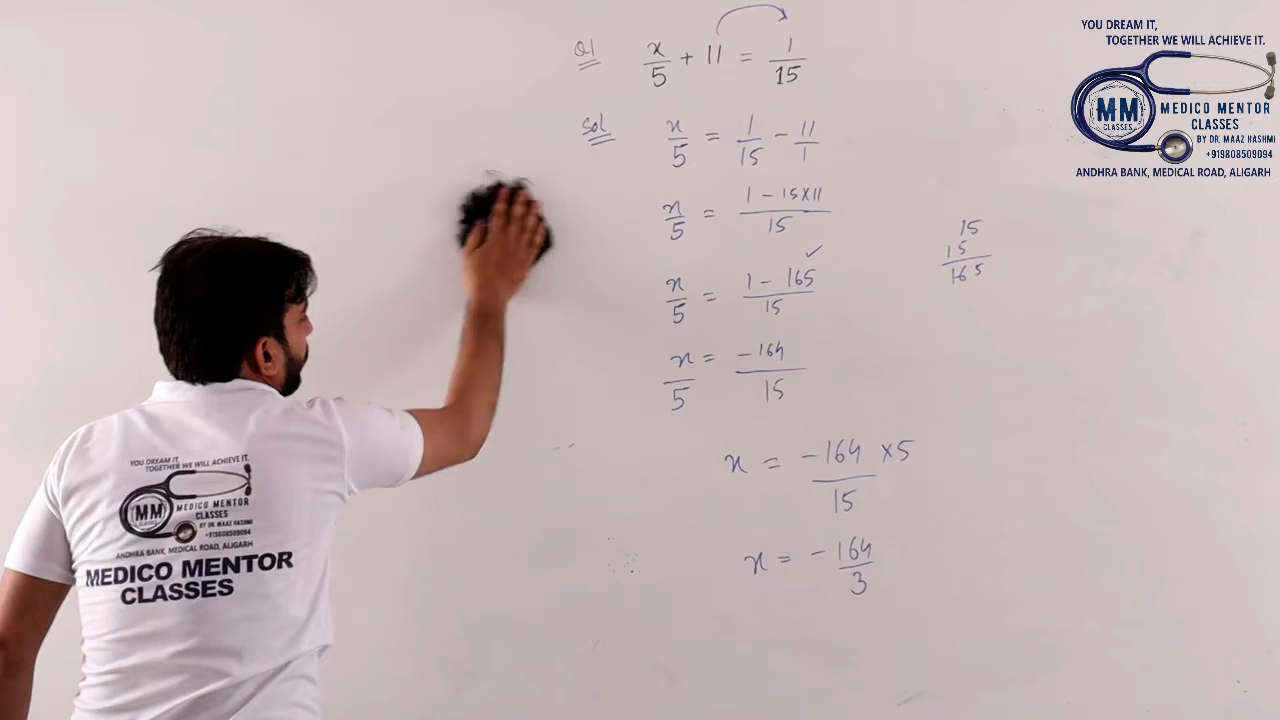 Q1 x/5 + 11 = 1/15
Sol x/5 = 1/15 - 11/1
x/5 = (1 - 15×11)/15
x/5 = (1 - 165)/15 ✓
x/5 = -164/15
x = (-164 ×5)/15
x = -164/3
15
15
165
YOU DREAM IT,
TOGETHER WE WILL ACHIEVE IT.
MM
CLASSES
MEDICO MENTOR
CLASSES
BY DR. MAAZ HASHMI
+919808509094
ANDHRA BANK, MEDICAL ROAD, ALIGARH
YOU DREAM IT,
TOGETHER WE WILL ACHIEVE IT.
MM
CLASSES
MEDICO MENTOR
CLASSES
BY DR. MAAZ HASHMI
+919808509094
ANDHRA BANK, MEDICAL ROAD, ALIGARH
MEDICO MENTOR
CLASSES